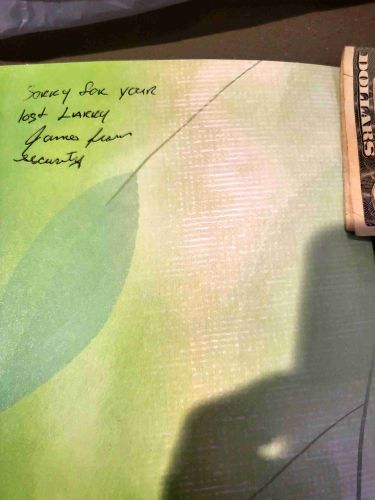 Sorry for your
lost Larry
James from
security
DOLLARS